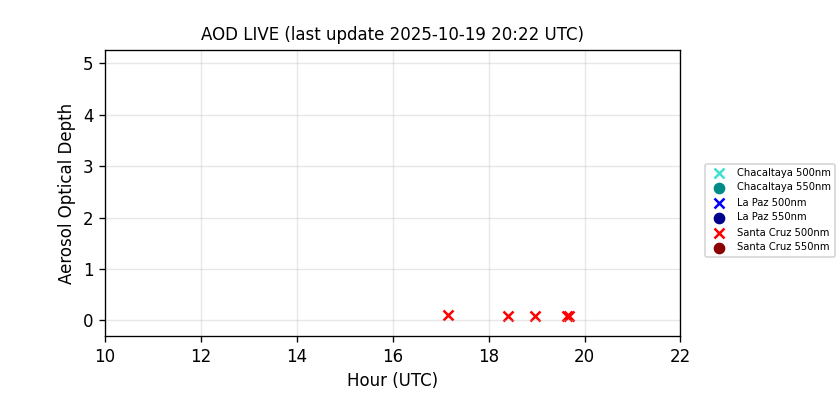 AOD LIVE (last update 2025-10-19 20:22 UTC)
Aerosol Optical Depth
5
4
3
2
1
0
10 12 14 16 18 20 22
Hour (UTC)
Chacaltaya 500nm
Chacaltaya 550nm
La Paz 500nm
La Paz 550nm
Santa Cruz 500nm
Santa Cruz 550nm